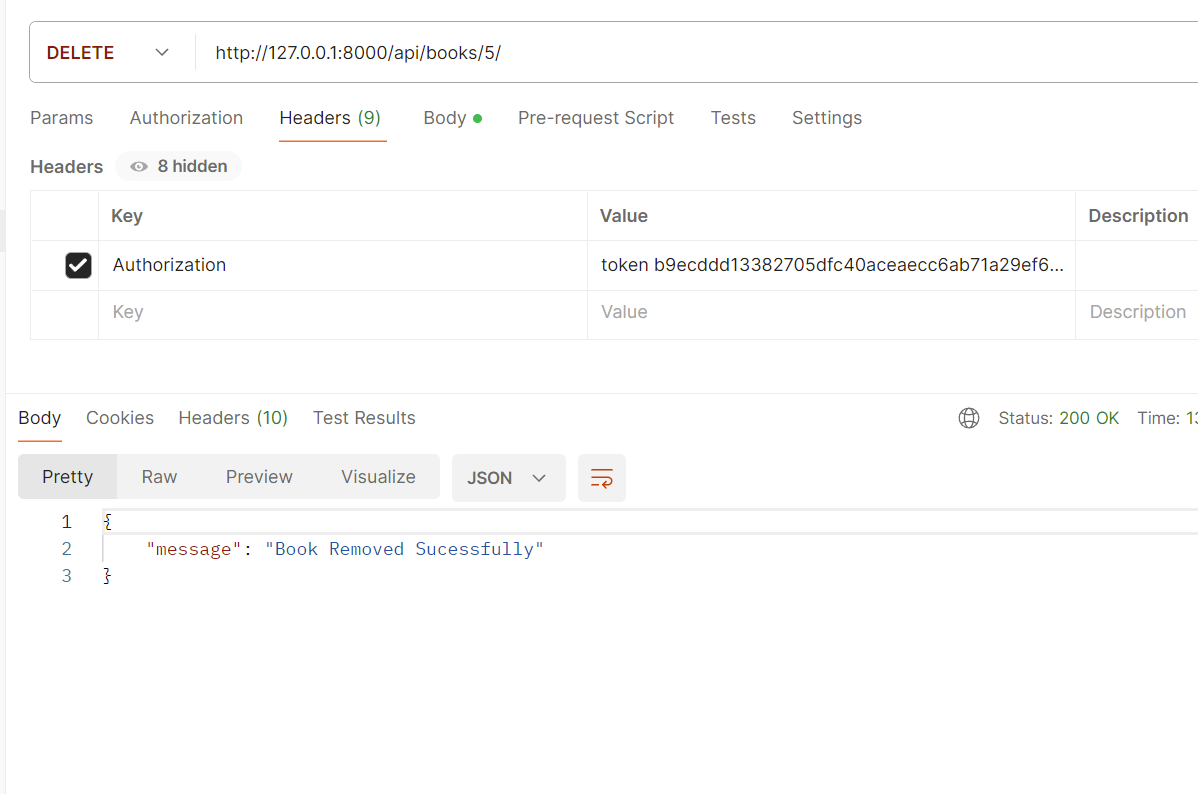 DELETE http://127.0.0.1:8000/api/books/5/
Params Authorization Headers (9) Body Pre-request Script Tests Settings
Headers 8 hidden
Key Value Description
Authorization token b9ecddd13382705dfc40aceaecc6ab71a29ef6...
Key Value Description
Body Cookies Headers (10) Test Results Status: 200 OK Time: 13
Pretty Raw Preview Visualize JSON
1 {
2 "message": "Book Removed Sucessfully"
3 }